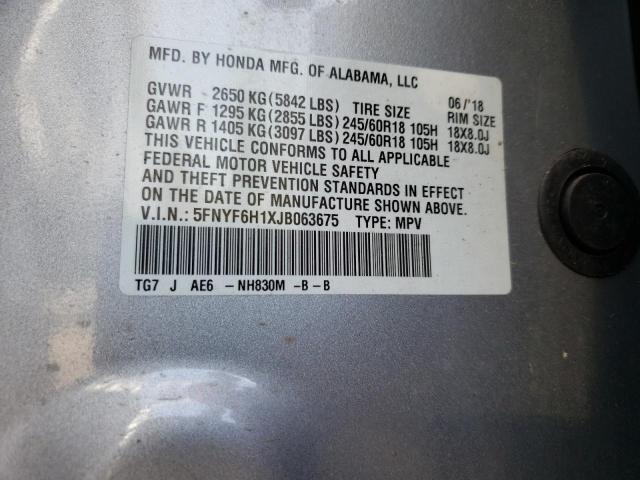 MFD. BY HONDA MFG. OF ALABAMA, LLC
GVWR 2650 KG (5842 LBS) TIRE SIZE 06/'18 RIM SIZE
GAWR F 1295 KG (2855 LBS) 245/60R18 105H 18X8.0J
GAWR R 1405 KG (3097 LBS) 245/60R18 105H 18X8.0J
THIS VEHICLE CONFORMS TO ALL APPLICABLE
FEDERAL MOTOR VEHICLE SAFETY
AND THEFT PREVENTION STANDARDS IN EFFECT
ON THE DATE OF MANUFACTURE SHOWN ABOVE.
V.I.N.: 5FNYF6H1XJB063675 TYPE: MPV
TG7 J AE6 -NH830M -B-B